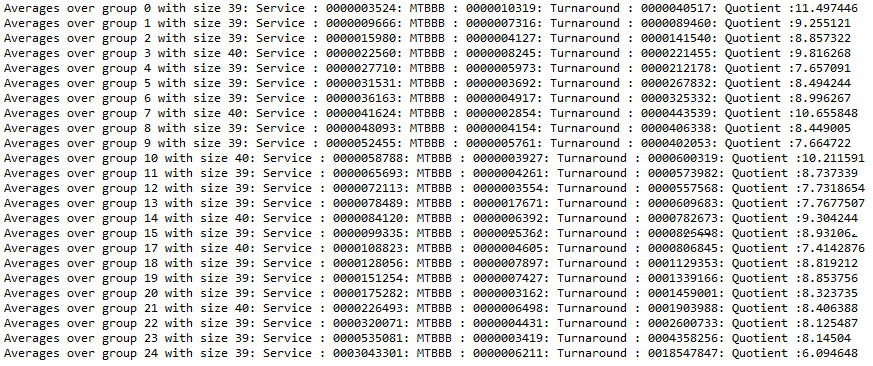 Averages over group 0 with size 39: Service : 0000003524: MTBBB : 0000010319: Turnaround : 0000040517: Quotient :11.497446
Averages over group 1 with size 39: Service : 0000009666: MTBBB : 0000007316: Turnaround : 0000089460: Quotient :9.255121
Averages over group 2 with size 39: Service : 0000015980: MTBBB : 0000004127: Turnaround : 0000141540: Quotient :8.857322
Averages over group 3 with size 40: Service : 0000022560: MTBBB : 0000008245: Turnaround : 0000221455: Quotient :9.816268
Averages over group 4 with size 39: Service : 0000027710: MTBBB : 0000005973: Turnaround : 0000212178: Quotient :7.657091
Averages over group 5 with size 39: Service : 0000031531: MTBBB : 0000003692: Turnaround : 0000267832: Quotient :8.494244
Averages over group 6 with size 39: Service : 0000036163: MTBBB : 0000004917: Turnaround : 0000325332: Quotient :8.996267
Averages over group 7 with size 40: Service : 0000041624: MTBBB : 0000002854: Turnaround : 0000443539: Quotient :10.655848
Averages over group 8 with size 39: Service : 0000048093: MTBBB : 0000004154: Turnaround : 0000406338: Quotient :8.449005
Averages over group 9 with size 39: Service : 0000052455: MTBBB : 0000005761: Turnaround : 0000402053: Quotient :7.664722
Averages over group 10 with size 40: Service : 0000058788: MTBBB : 0000003927: Turnaround : 0000600319: Quotient :10.211591
Averages over group 11 with size 39: Service : 0000065693: MTBBB : 0000004261: Turnaround : 0000573982: Quotient :8.737339
Averages over group 12 with size 39: Service : 0000072113: MTBBB : 0000003554: Turnaround : 0000557568: Quotient :7.7318654
Averages over group 13 with size 39: Service : 0000078489: MTBBB : 0000017671: Turnaround : 0000609683: Quotient :7.7677507
Averages over group 14 with size 40: Service : 0000084120: MTBBB : 0000006392: Turnaround : 0000782673: Quotient :9.304244
Averages over group 15 with size 39: Service : MTBBB : Turnaround : Quotient
Averages over group 17 with size 40: Service : 0000108823: MTBBB : 0000004605: Turnaround : 0000806845: Quotient :7.4142876
Averages over group 18 with size 39: Service : 0000128056: MTBBB : 0000007897: Turnaround : 0001129353: Quotient :8.819212
Averages over group 19 with size 39: Service : 0000151254: MTBBB : 0000007427: Turnaround : 0001339166: Quotient :8.853756
Averages over group 20 with size 39: Service : 0000175282: MTBBB : 0000003162: Turnaround : 0001459001: Quotient :8.323735
Averages over group 21 with size 40: Service : 0000226493: MTBBB : 0000006498: Turnaround : 0001903988: Quotient :8.406388
Averages over group 22 with size 39: Service : 0000320071: MTBBB : 0000004431: Turnaround : 0002600733: Quotient :8.125487
Averages over group 23 with size 39: Service : 0000535081: MTBBB : 0000003419: Turnaround : 0004358256: Quotient :8.14504
Averages over group 24 with size 39: Service : 0003043301: MTBBB : 0000006211: Turnaround : 0018547847: Quotient :6.094648